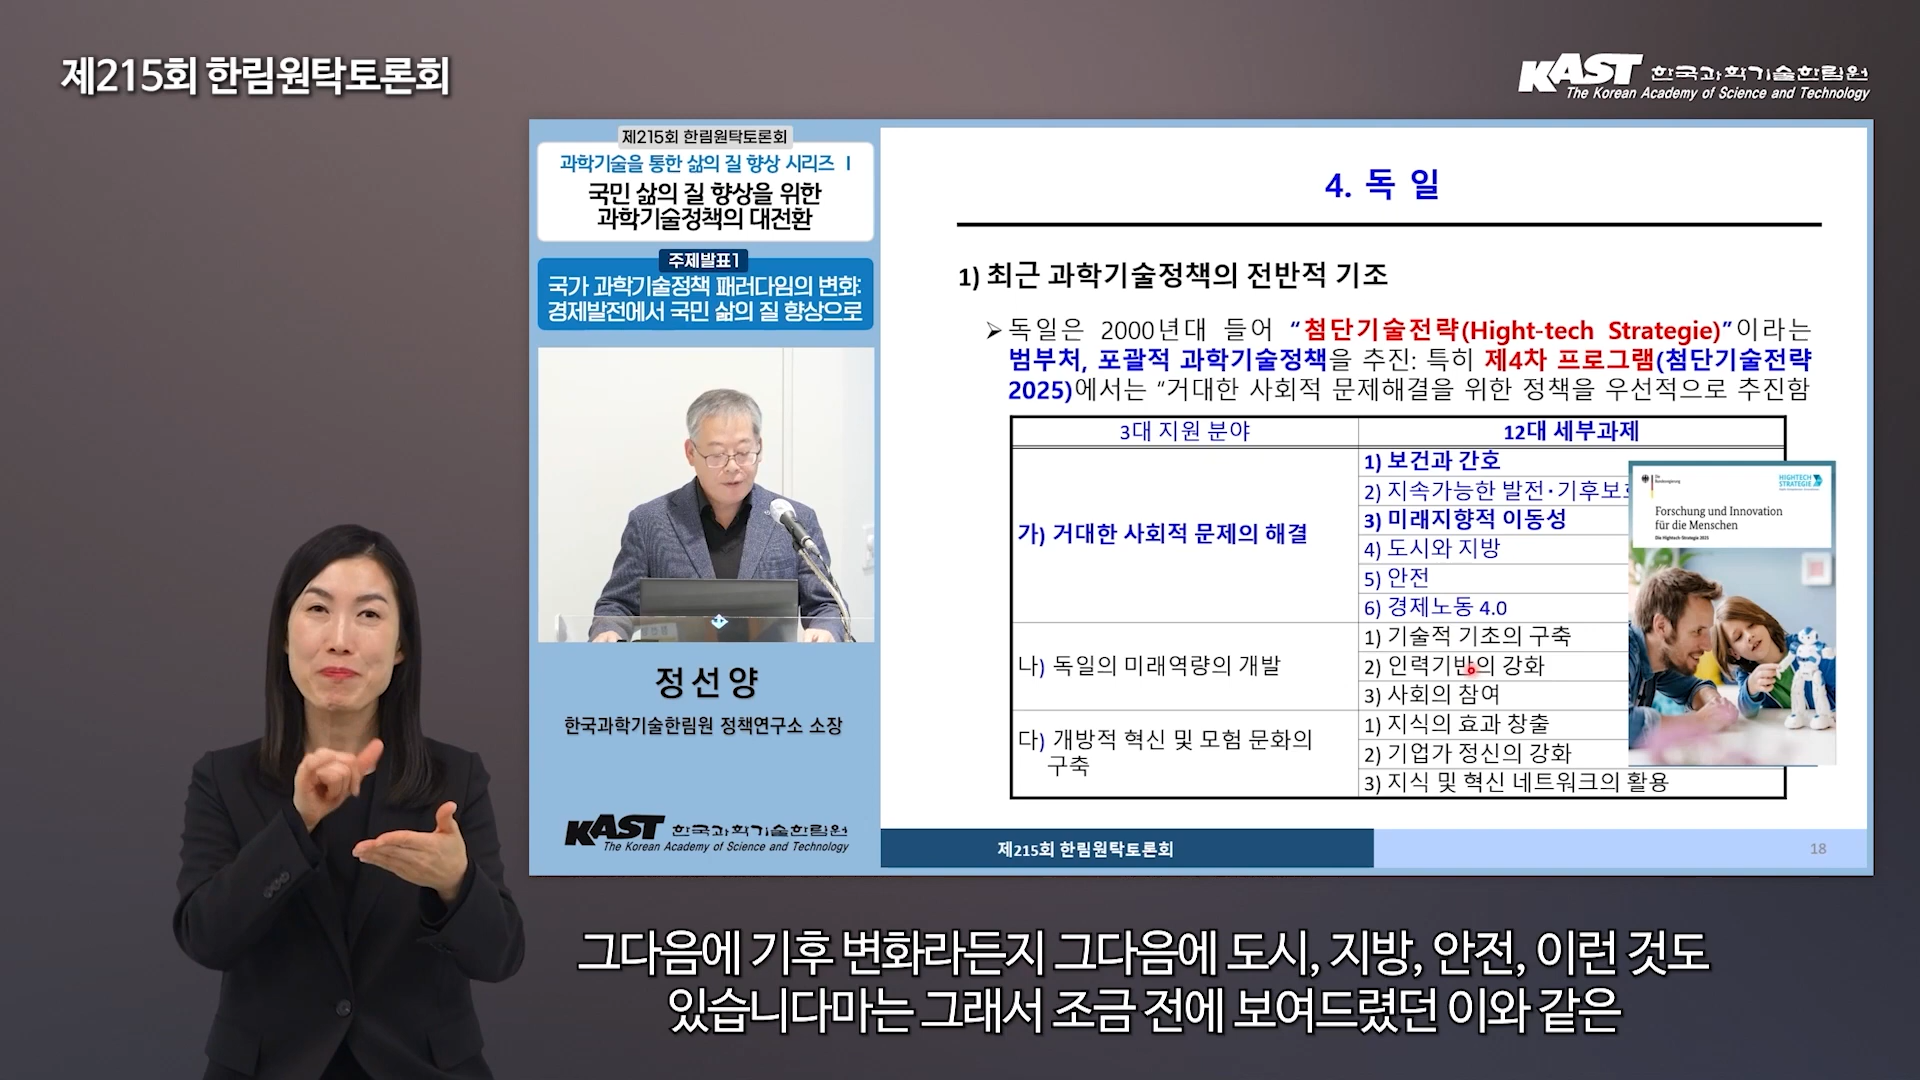 제215회 한림원탁토론회
KAST 한국과학기술한림원
The Korean Academy of Science and Technology
제215회 한림원탁토론회
과학기술을 통한 삶의 질 향상 시리즈 Ⅰ
국민 삶의 질 향상을 위한
과학기술정책의 대전환
주제발표1
국가 과학기술정책 패러다임의 변화:
경제발전에서 국민 삶의 질 향상으로
정선양
한국과학기술한림원 정책연구소 소장
KAST 한국과학기술한림원
The Korean Academy of Science and Technology
4. 독 일
1) 최근 과학기술정책의 전반적 기조
➢ 독일은 2000년대 들어 “첨단기술전략(Hight-tech Strategie)”이라는
범부처, 포괄적 과학기술정책을 추진: 특히 제4차 프로그램(첨단기술전략
2025)에서는 “거대한 사회적 문제해결을 위한 정책을 우선적으로 추진함
3대 지원 분야 12대 세부과제
가) 거대한 사회적 문제의 해결
1) 보건과 간호
2) 지속가능한 발전·기후보호
3) 미래지향적 이동성
4) 도시와 지방
5) 안전
6) 경제노동 4.0
나) 독일의 미래역량의 개발
1) 기술적 기초의 구축
2) 인력기반의 강화
3) 사회의 참여
다) 개방적 혁신 및 모험 문화의
구축
1) 지식의 효과 창출
2) 기업가 정신의 강화
3) 지식 및 혁신 네트워크의 활용
Die
Bundesregierung
HIGHTECH
STRATEGIE
Forschung und Innovation
für die Menschen
Die Hightech-Strategie 2025
제215회 한림원탁토론회
18
그다음에 기후 변화라든지 그다음에 도시, 지방, 안전, 이런 것도
있습니다마는 그래서 조금 전에 보여드렸던 이와 같은